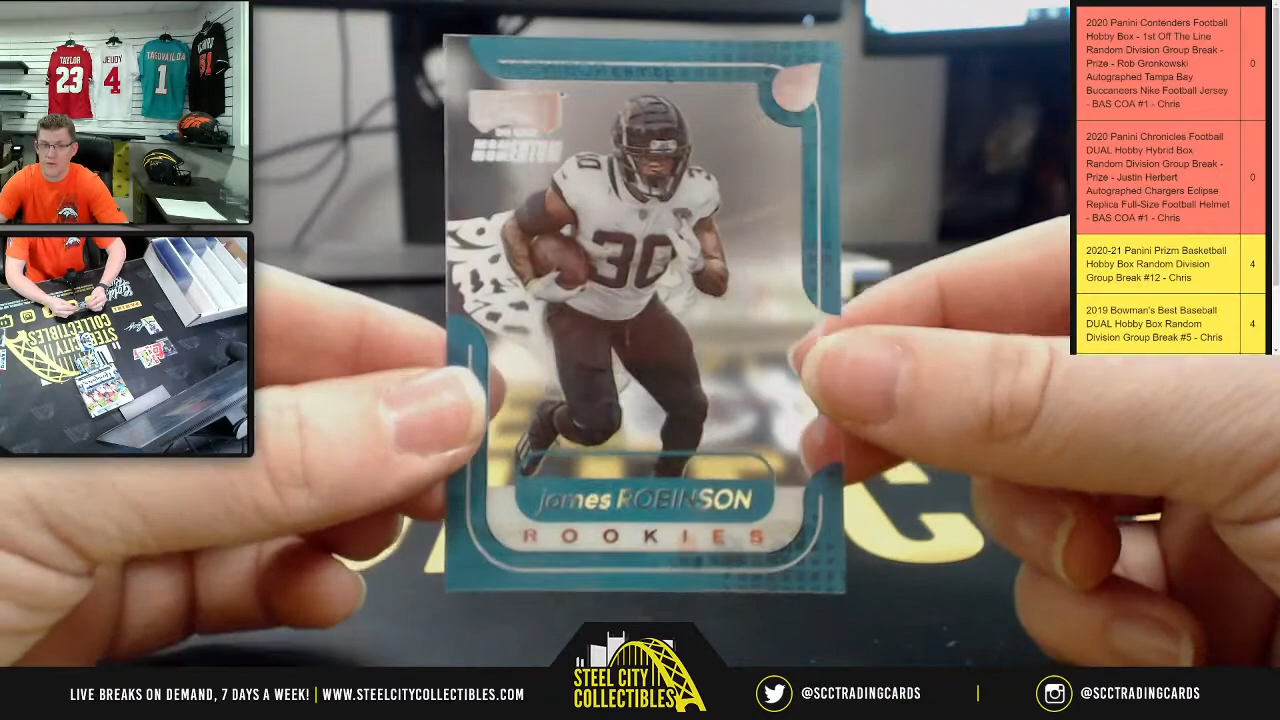 TAYLOR
23
JEUDY
4
TAGOVAILOA
1
STEEL CITY
COLLECTIBLES
MOMENTUM
30
30
james ROBINSON
ROOKIES
2020 Panini Contenders Football
Hobby Box - 1st Off The Line
Random Division Group Break -
Prize - Rob Gronkowski
Autographed Tampa Bay
Buccaneers Nike Football Jersey
- BAS COA #1 - Chris
0
2020 Panini Chronicles Football
DUAL Hobby Hybrid Box
Random Division Group Break -
Prize - Justin Herbert
Autographed Chargers Eclipse
Replica Full-Size Football Helmet
- BAS COA #1 - Chris
0
2020-21 Panini Prizm Basketball
Hobby Box Random Division
Group Break #12 - Chris
4
2019 Bowman's Best Baseball
DUAL Hobby Box Random
Division Group Break #5 - Chris
4
LIVE BREAKS ON DEMAND, 7 DAYS A WEEK! | WWW.STEELCITYCOLLECTIBLES.COM
STEEL CITY
COLLECTIBLES
@SCCTRADINGCARDS
@SCCTRADINGCARDS